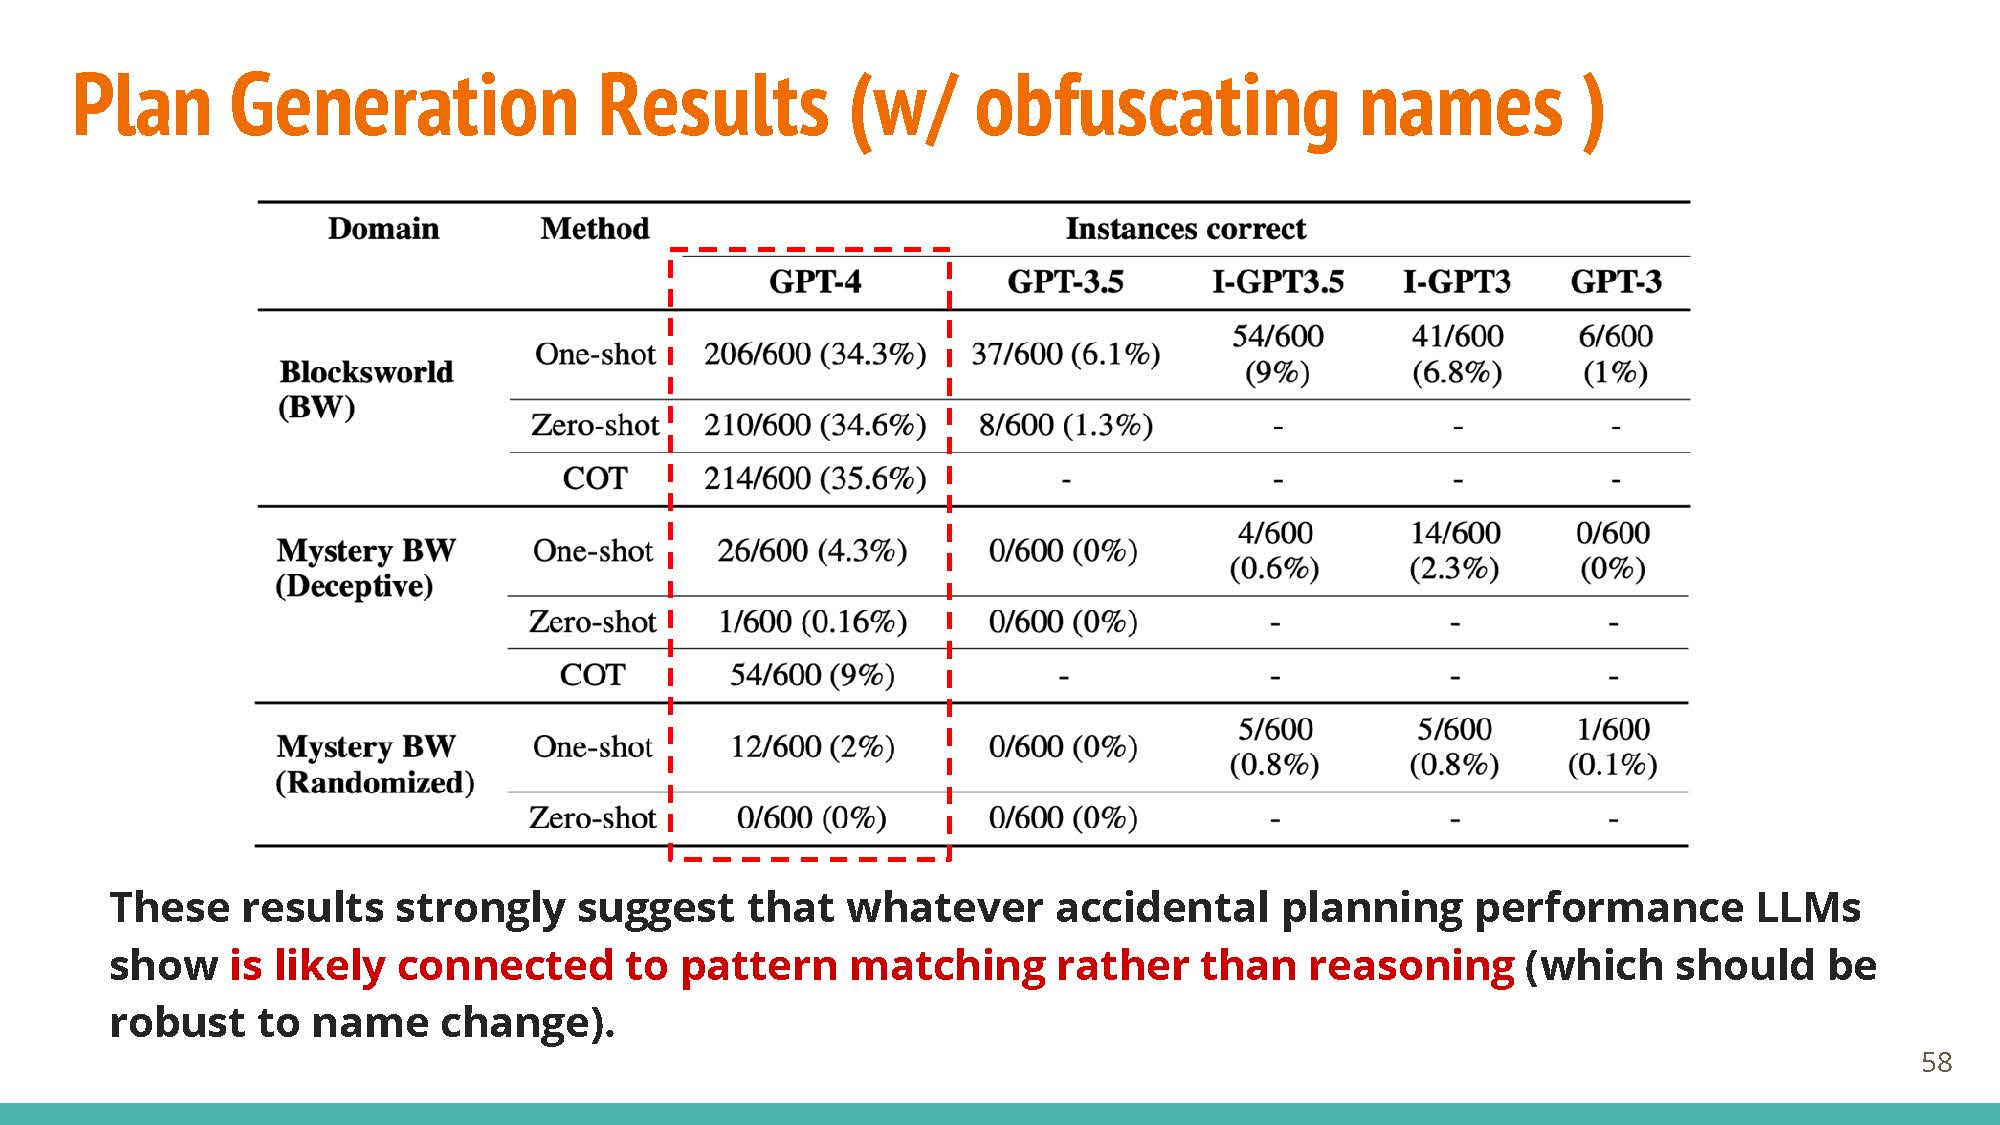 Plan Generation Results (w/ obfuscating names )
Domain Method Instances correct
GPT-4 GPT-3.5 I-GPT3.5 I-GPT3 GPT-3
Blocksworld (BW) One-shot 206/600 (34.3%) 37/600 (6.1%) 54/600 (9%) 41/600 (6.8%) 6/600 (1%)
Zero-shot 210/600 (34.6%) 8/600 (1.3%) - - -
COT 214/600 (35.6%) - - - -
Mystery BW (Deceptive) One-shot 26/600 (4.3%) 0/600 (0%) 4/600 (0.6%) 14/600 (2.3%) 0/600 (0%)
Zero-shot 1/600 (0.16%) 0/600 (0%) - - -
COT 54/600 (9%) - - - -
Mystery BW (Randomized) One-shot 12/600 (2%) 0/600 (0%) 5/600 (0.8%) 5/600 (0.8%) 1/600 (0.1%)
Zero-shot 0/600 (0%) 0/600 (0%) - - -
These results strongly suggest that whatever accidental planning performance LLMs
show is likely connected to pattern matching rather than reasoning (which should be
robust to name change).
58